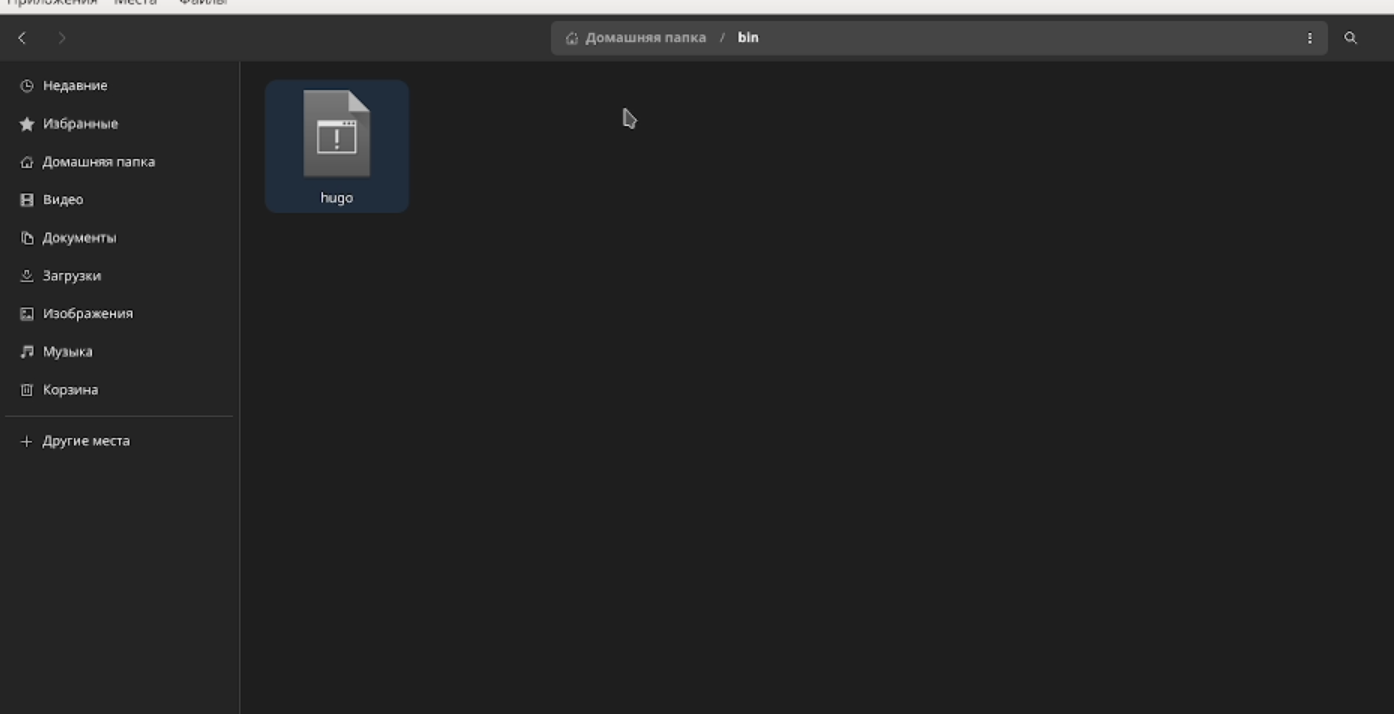 Приложения Места Файлы
Домашняя папка / bin
Недавние
Избранные
Домашняя папка
Видео
Документы
Загрузки
Изображения
Музыка
Корзина
Другие места
hugo